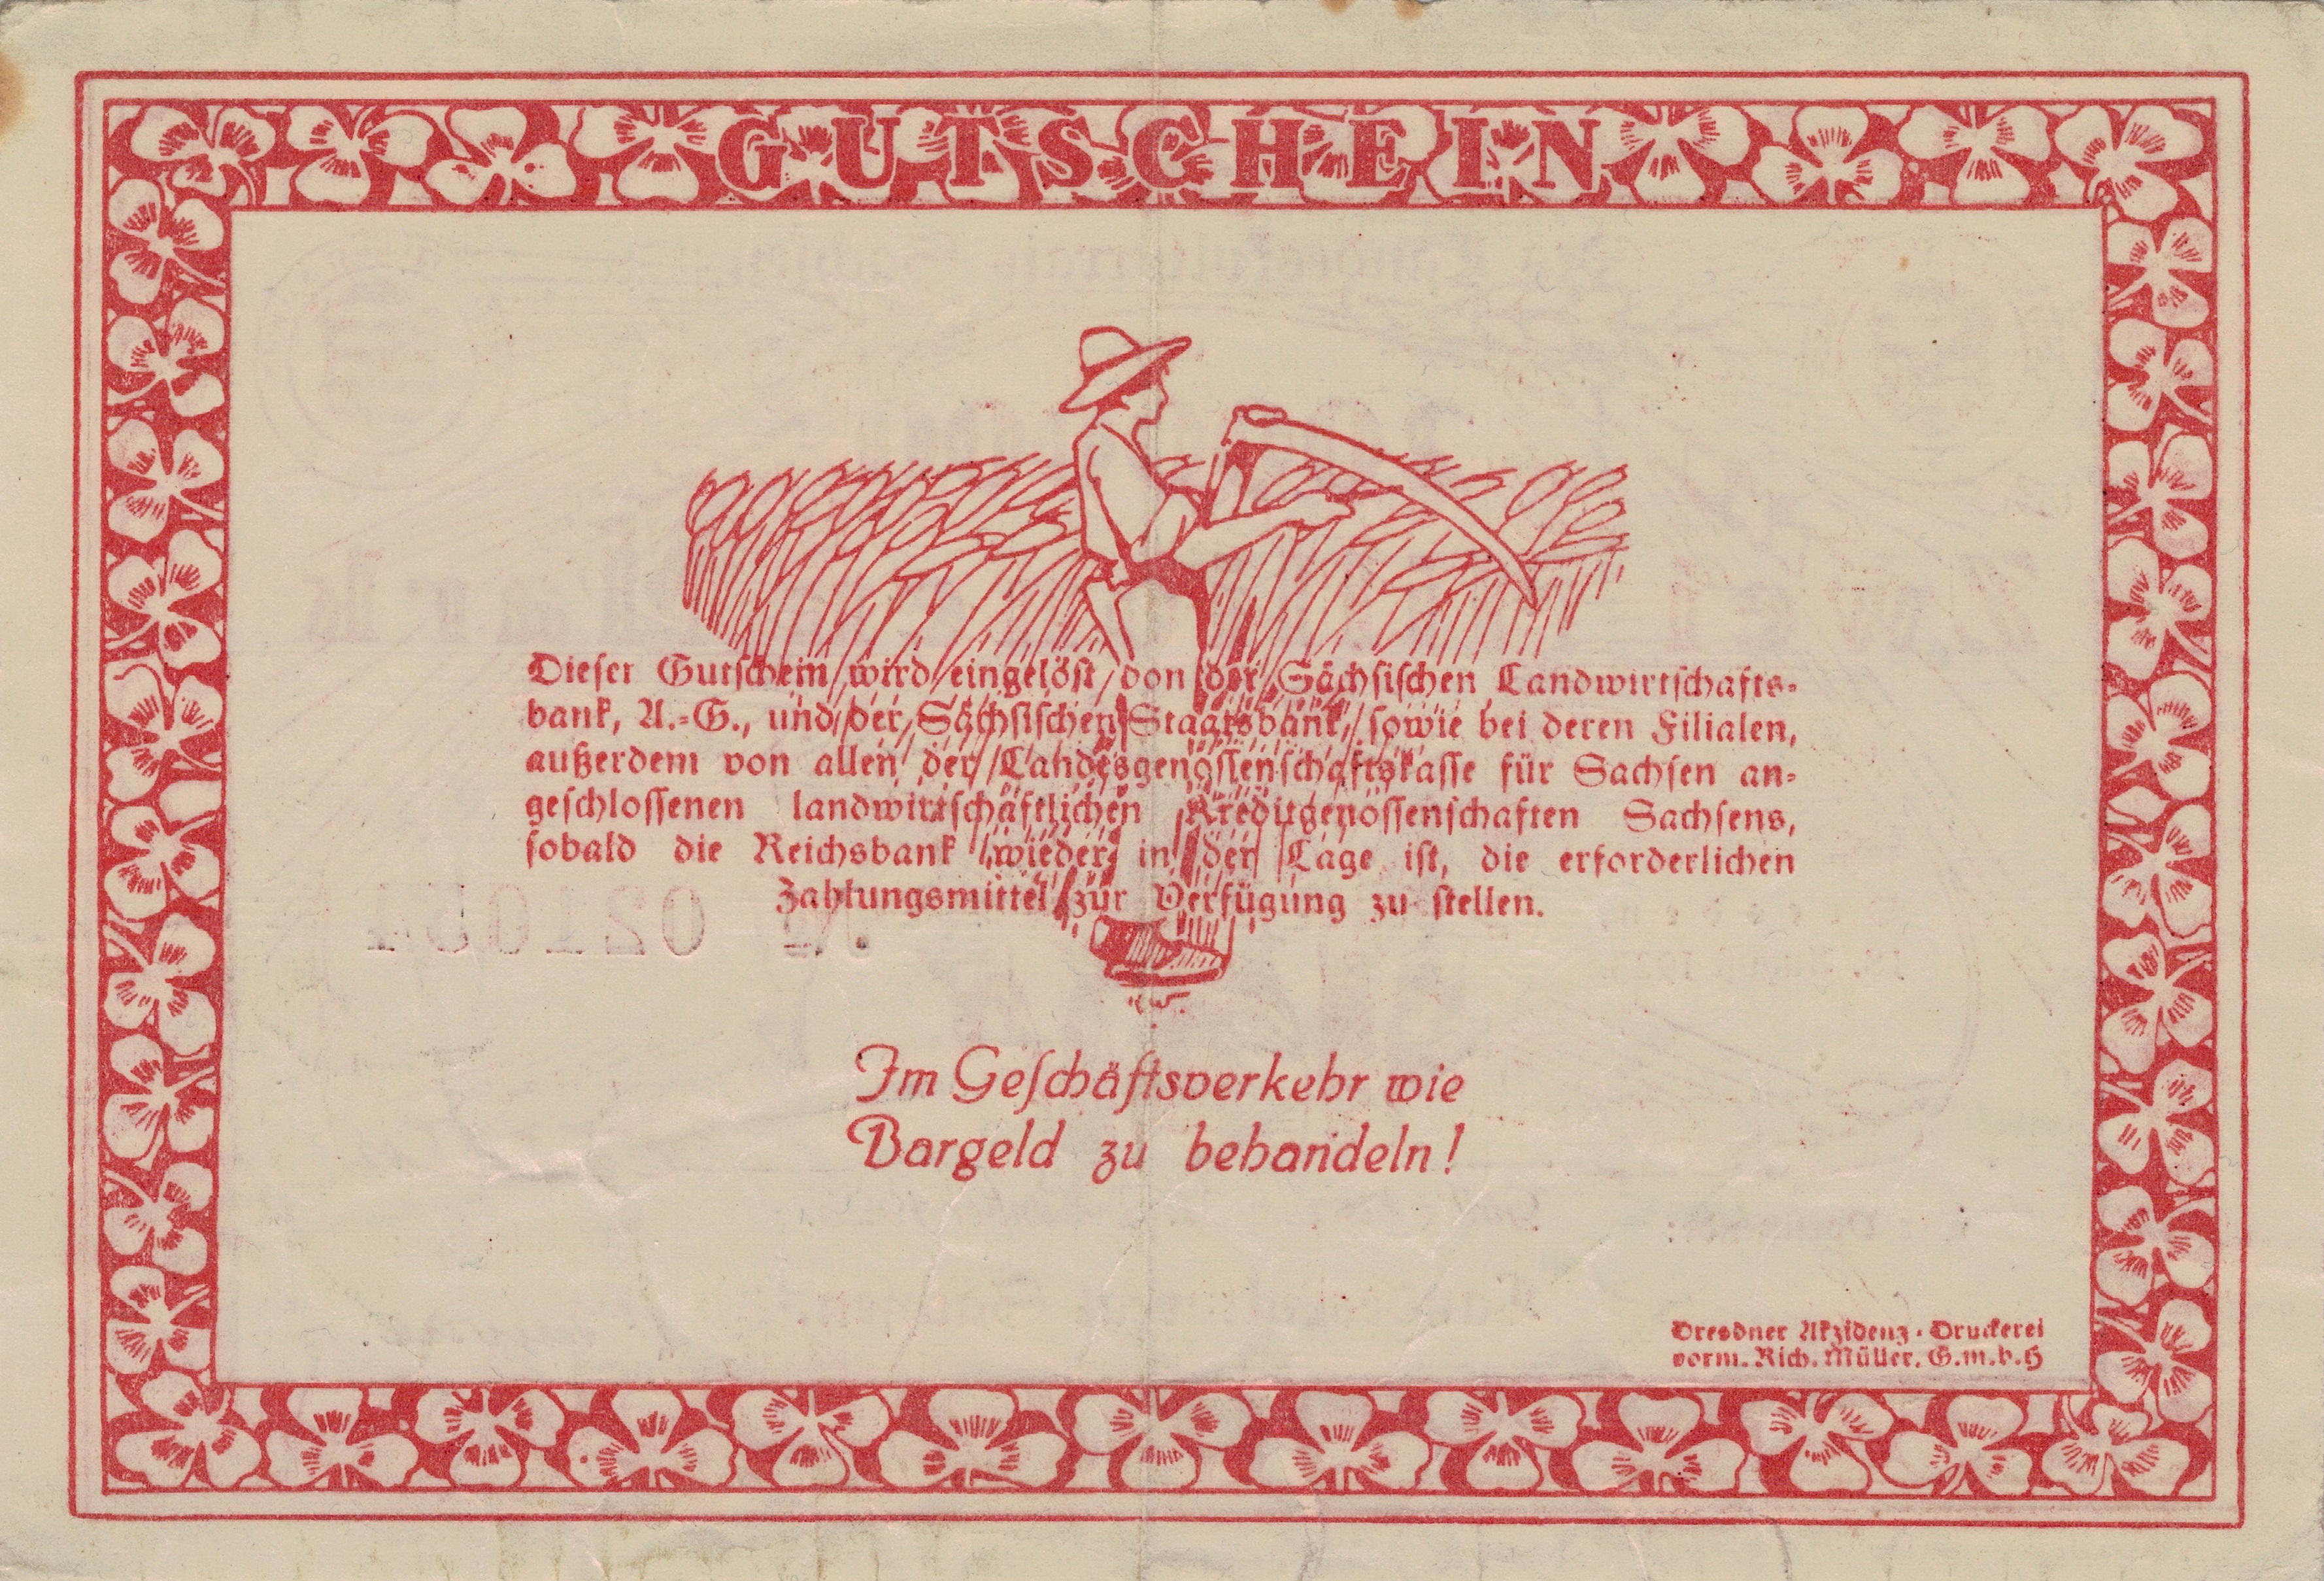 GUTSCHEIN
Dieser Gutschein wird eingelöst von der Sächsischen Landwirtschafts-
bank, A.-G., und der Sächsischen Staatsbank, sowie bei deren Filialen,
außerdem von allen der Landesgenossenschaftskasse für Sachsen an-
geschlossenen landwirtschaftlichen Kreditgenossenschaften Sachsens,
sobald die Reichsbank wieder in der Lage ist, die erforderlichen
Zahlungsmittel zur Verfügung zu stellen.
Im Geschäftsverkehr wie
Bargeld zu behandeln!
Dresdner Akzidenz-Druckerei
vorm. Rich. Müller, G.m.b.H